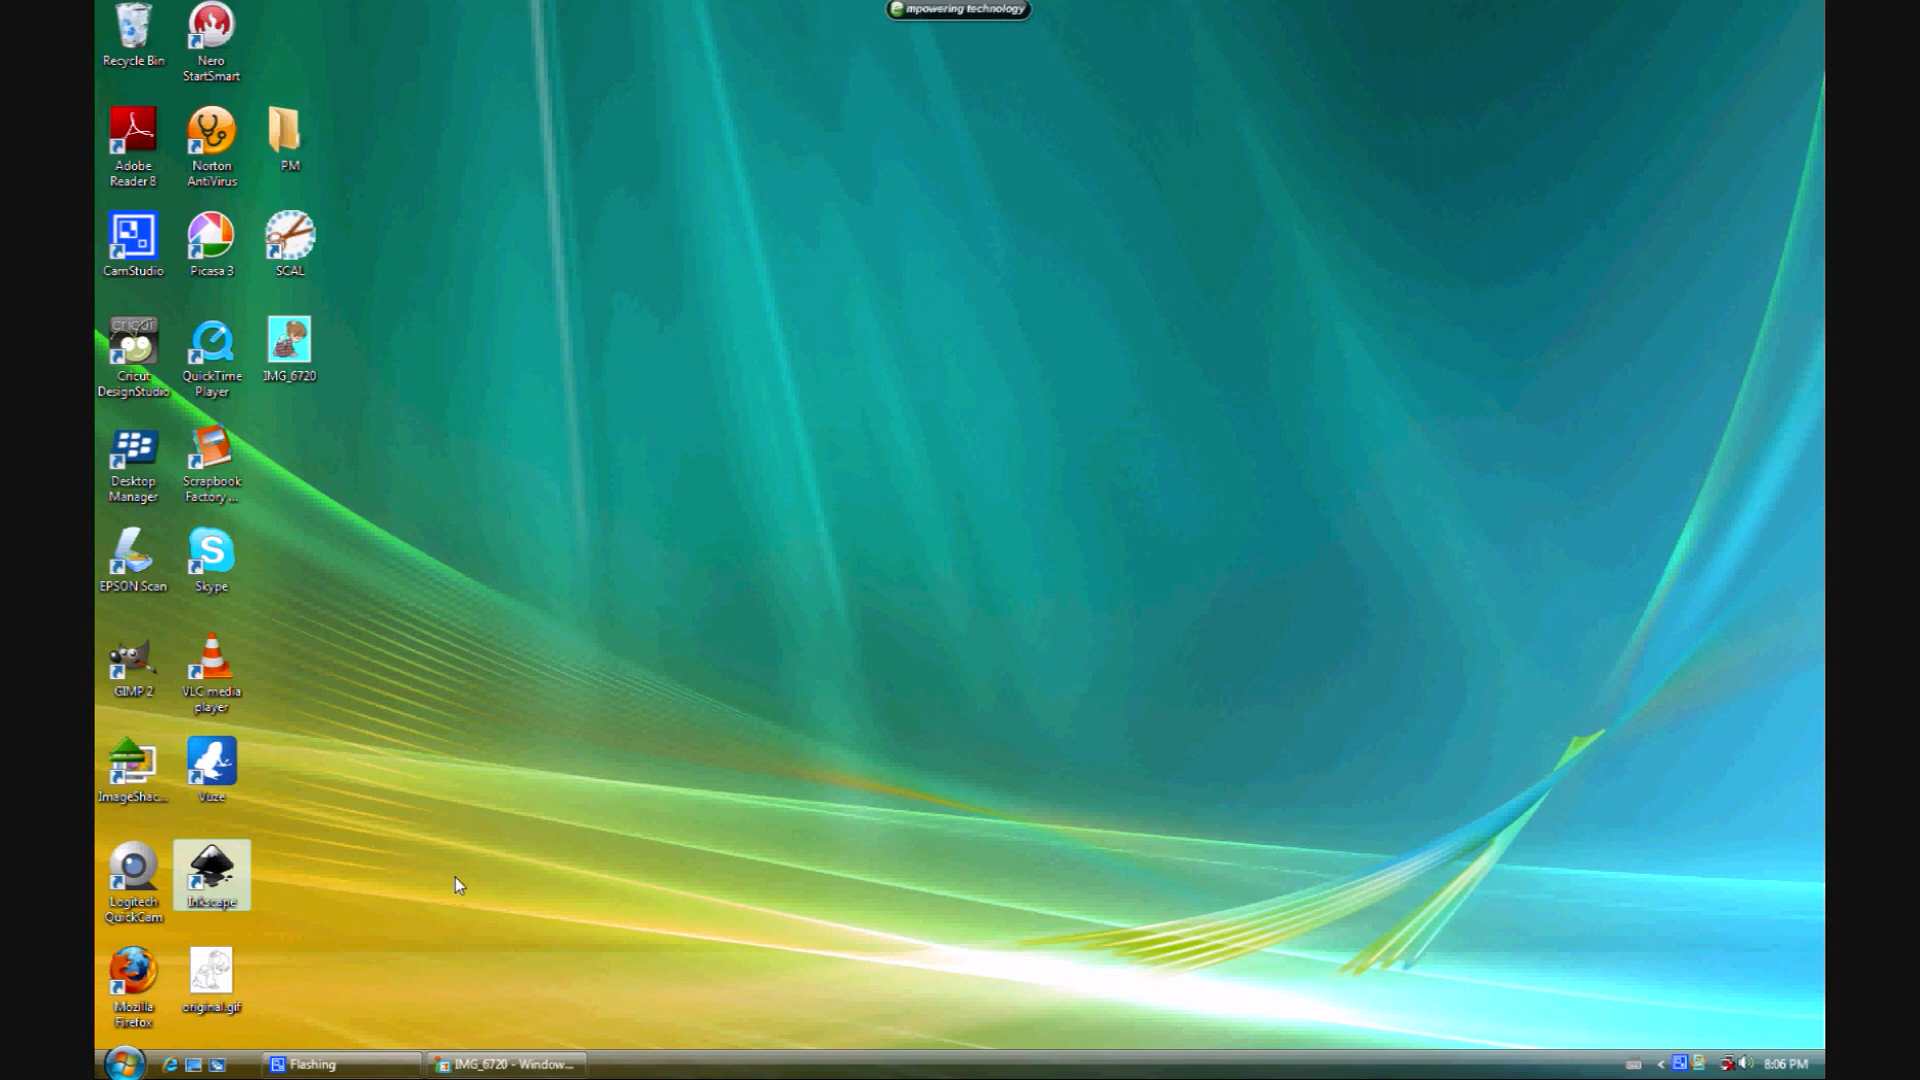 mpowering technology
Recycle Bin
Nero
StartSmart
Adobe
Reader 8
Norton
AntiVirus
PM
CamStudio
Picasa 3
SCAL
cricut
Cricut
DesignStudio
QuickTime
Player
IMG_6720
Desktop
Manager
Scrapbook
Factory ...
EPSON Scan
Skype
GIMP 2
VLC media
player
ImageShac...
Vuze
Logitech
QuickCam
Inkscape
Mozilla
Firefox
original.gif
Flashing
IMG_6720 - Window...
8:06 PM